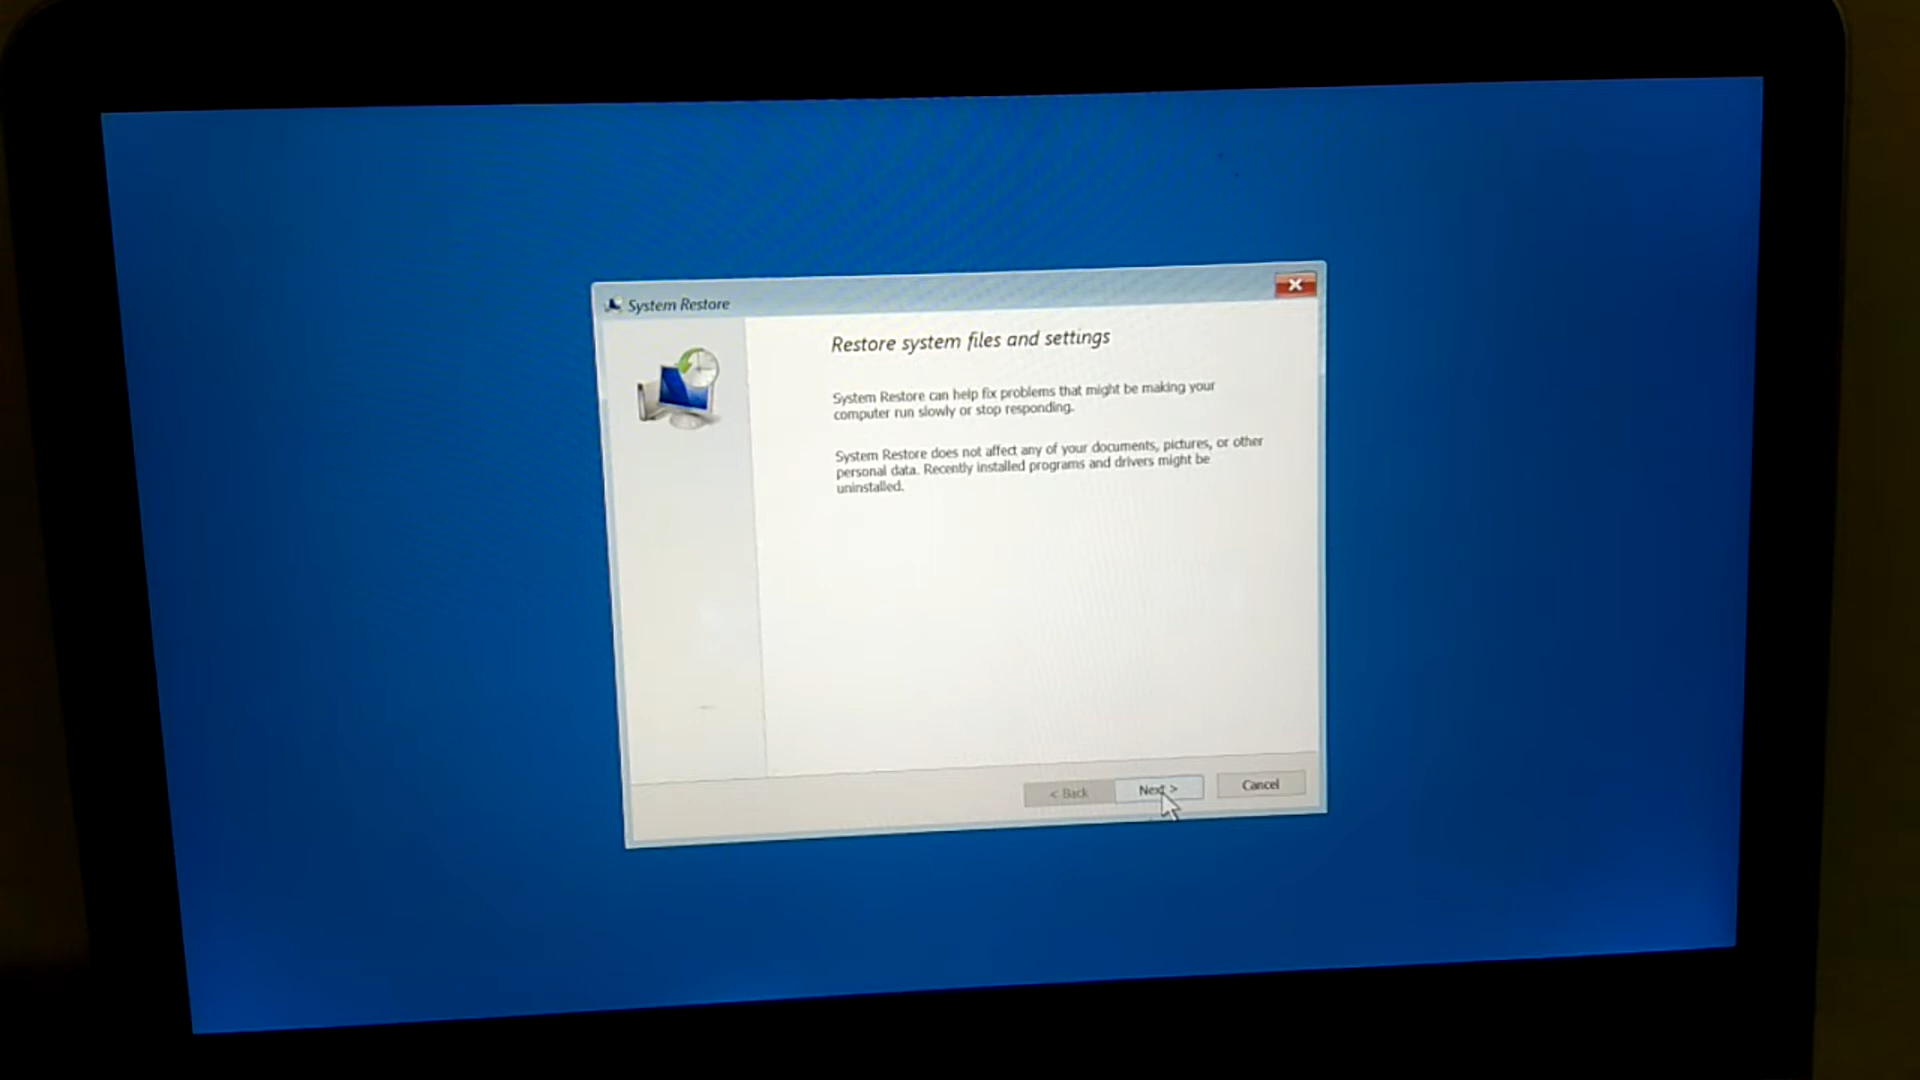 System Restore
Restore system files and settings
System Restore can help fix problems that might be making your
computer run slowly or stop responding.
System Restore does not affect any of your documents, pictures, or other
personal data. Recently installed programs and drivers might be
uninstalled.
< Back
Next >
Cancel